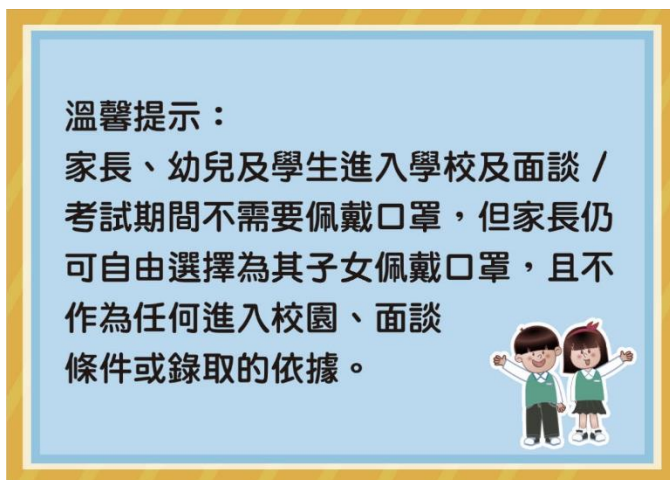 溫馨提示：
家長、幼兒及學生進入學校及面談 /
考試期間不需要佩戴口罩，但家長仍
可自由選擇為其子女佩戴口罩，且不
作為任何進入校園、面談
條件或錄取的依據。